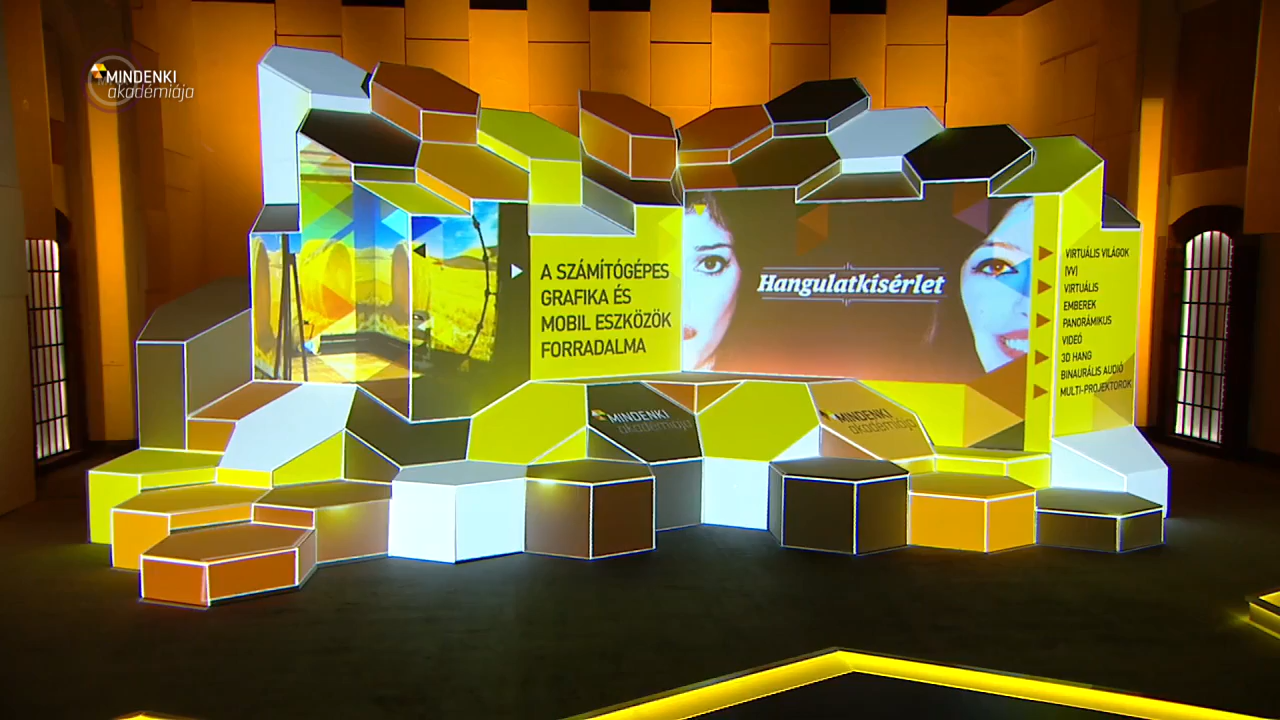 MINDENKI
akadémiája
A SZÁMÍTÓGÉPES
GRAFIKA ÉS
MOBIL ESZKÖZÖK
FORRADALMA
Hangulatkísérlet
VIRTUÁLIS VILÁGOK
(VV)
VIRTUÁLIS
EMBEREK
PANORÁMIKUS
VIDEÓ
3D HANG
BINAURÁLIS AUDIÓ
MULTI-PROJEKTOROK
MINDENKI
akadémiája
MINDENKI
akadémiája